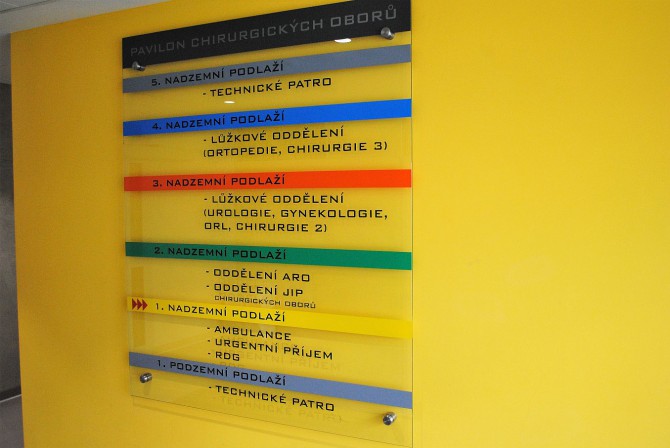 PAVILON CHIRURGICKÝCH OBORŮ
5. NADZEMNÍ PODLAŽÍ
- TECHNICKÉ PATRO
4. NADZEMNÍ PODLAŽÍ
- LŮŽKOVÉ ODDĚLENÍ
(ORTOPEDIE, CHIRURGIE 3)
3. NADZEMNÍ PODLAŽÍ
- LŮŽKOVÉ ODDĚLENÍ
(UROLOGIE, GYNEKOLOGIE,
ORL, CHIRURGIE 2)
2. NADZEMNÍ PODLAŽÍ
- ODDĚLENÍ ARO
- ODDĚLENÍ JIP
CHIRURGICKÝCH OBORŮ
1. NADZEMNÍ PODLAŽÍ
- AMBULANCE
- URGENTNÍ PŘÍJEM
- RDG
1. PODZEMNÍ PODLAŽÍ
- TECHNICKÉ PATRO